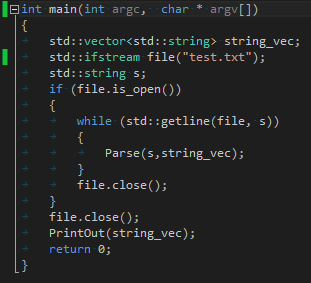 int main(int argc, char * argv[])
{
std::vector<std::string> string_vec;
std::ifstream file("test.txt");
std::string s;
if (file.is_open())
{
while (std::getline(file, s))
{
Parse(s,string_vec);
}
file.close();
}
file.close();
PrintOut(string_vec);
return 0;
}